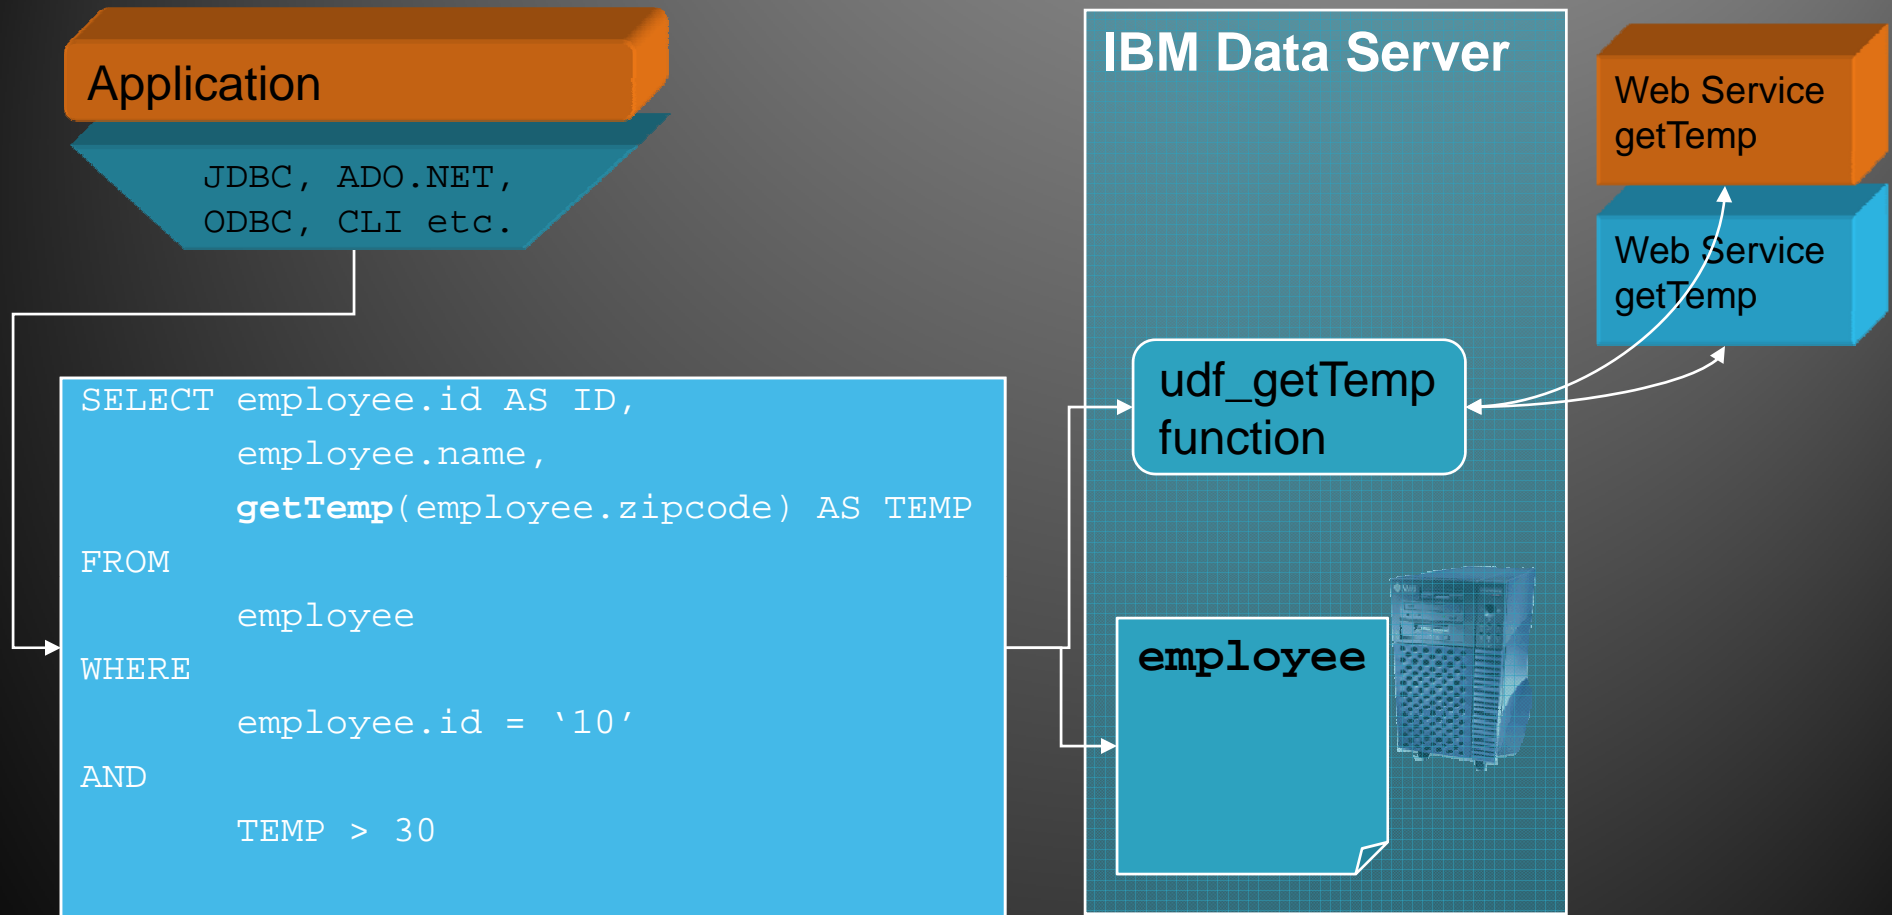 Application
JDBC, ADO.NET,
ODBC, CLI etc.
SELECT employee.id AS ID,
employee.name,
getTemp(employee.zipcode) AS TEMP
FROM
employee
WHERE
employee.id = ‘10’
AND
TEMP > 30
IBM Data Server
udf_getTemp
function
employee
Web Service
getTemp
Web Service
getTemp